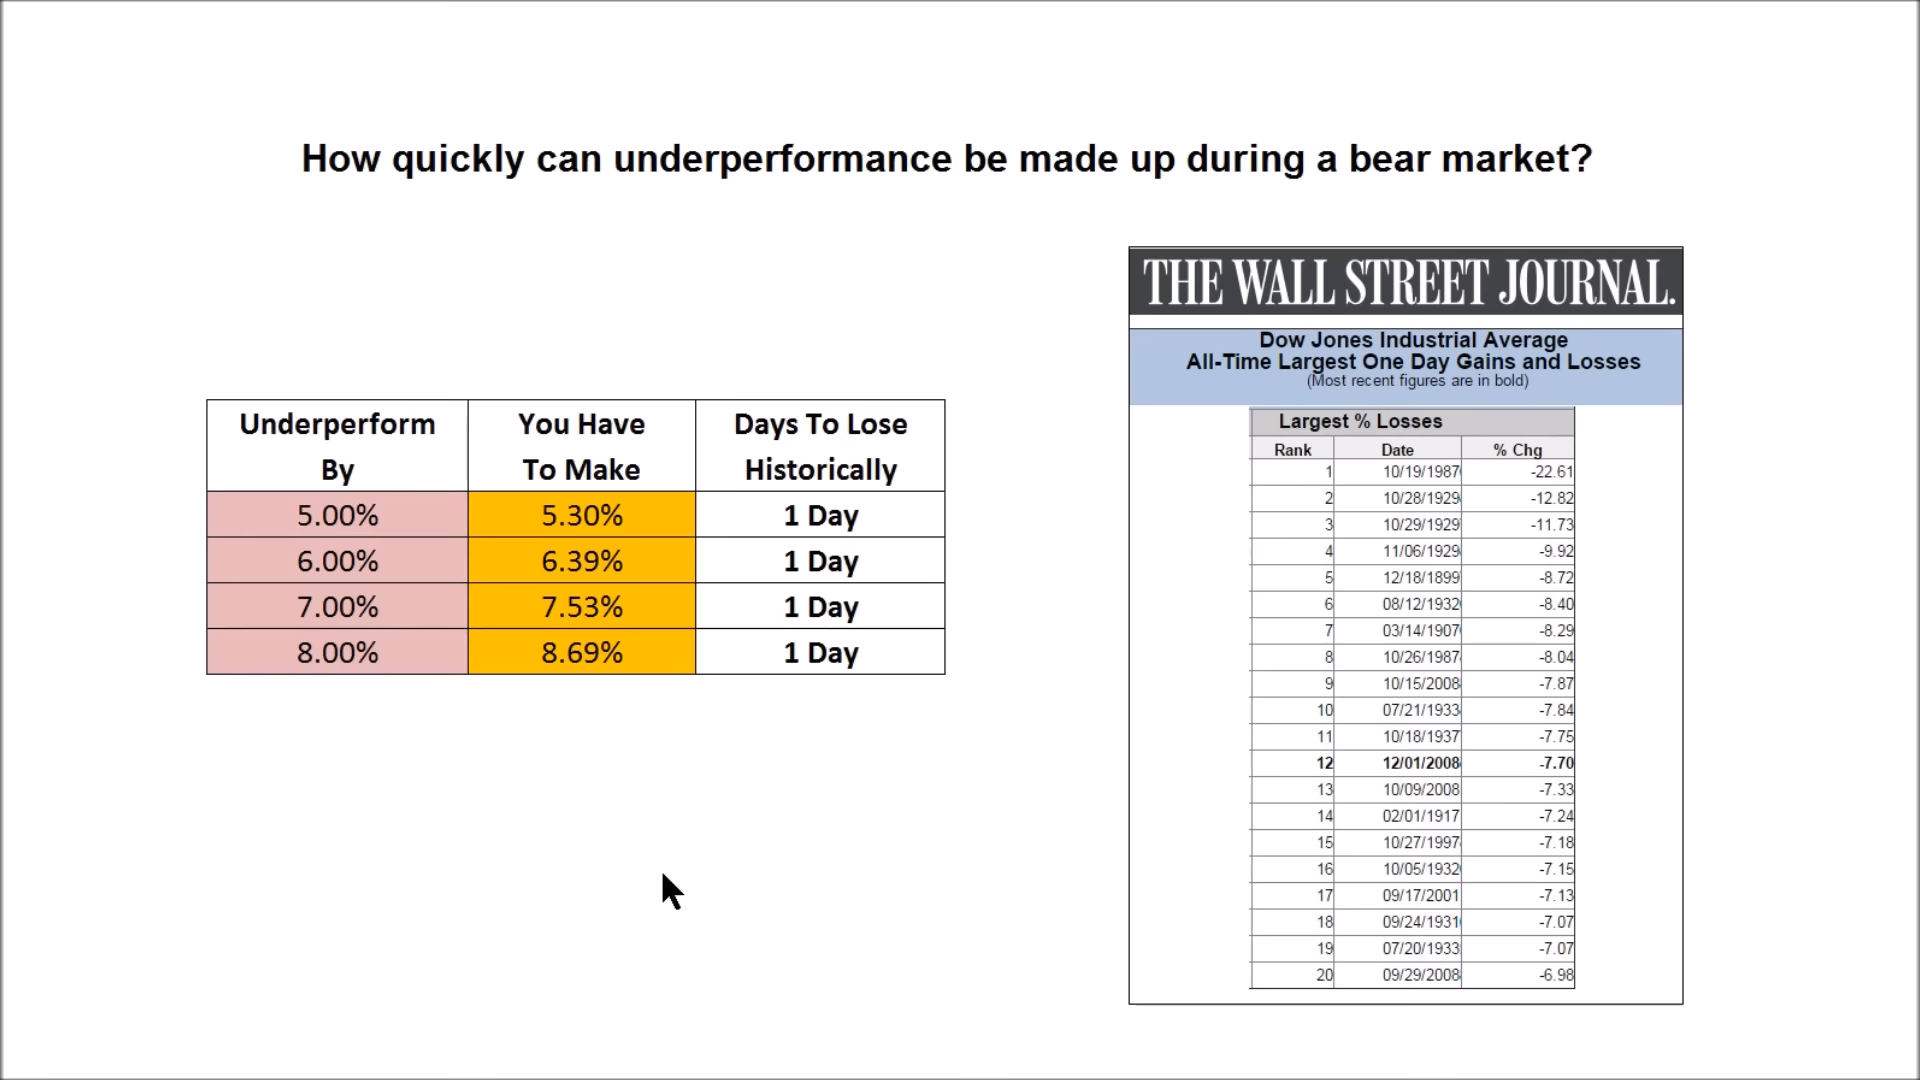 How quickly can underperformance be made up during a bear market?
Underperform By You Have To Make Days To Lose Historically
5.00% 5.30% 1 Day
6.00% 6.39% 1 Day
7.00% 7.53% 1 Day
8.00% 8.69% 1 Day
THE WALL STREET JOURNAL.
Dow Jones Industrial Average
All-Time Largest One Day Gains and Losses
(Most recent figures are in bold)
Largest % Losses
Rank Date % Chg
1 10/19/1987 -22.61
2 10/28/1929 -12.82
3 10/29/1929 -11.73
4 11/06/1929 -9.92
5 12/18/1899 -8.72
6 08/12/1932 -8.40
7 03/14/1907 -8.29
8 10/26/1987 -8.04
9 10/15/2008 -7.87
10 07/21/1933 -7.84
11 10/18/1937 -7.75
12 12/01/2008 -7.70
13 10/09/2008 -7.33
14 02/01/1917 -7.24
15 10/27/1997 -7.18
16 10/05/1932 -7.15
17 09/17/2001 -7.13
18 09/24/1931 -7.07
19 07/20/1933 -7.07
20 09/29/2008 -6.98